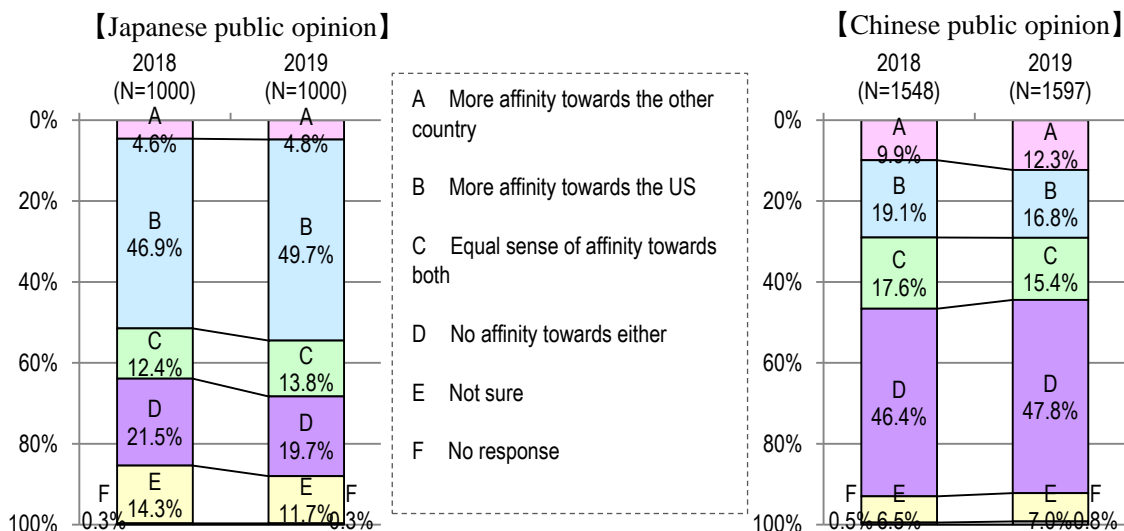 【Japanese public opinion】
2018
(N=1000)
2019
(N=1000)
0%
20%
40%
60%
80%
100%
A
4.6%
B
46.9%
C
12.4%
D
21.5%
E
14.3%
F
0.3%
A
4.8%
B
49.7%
C
13.8%
D
19.7%
E
11.7%
F
0.3%
A More affinity towards the other
country
B More affinity towards the US
C Equal sense of affinity towards
both
D No affinity towards either
E Not sure
F No response
【Chinese public opinion】
2018
(N=1548)
2019
(N=1597)
0%
20%
40%
60%
80%
100%
A
9.9%
B
19.1%
C
17.6%
D
46.4%
E
6.5%
F
0.5%
A
12.3%
B
16.8%
C
15.4%
D
47.8%
E
7.0%
F
0.8%